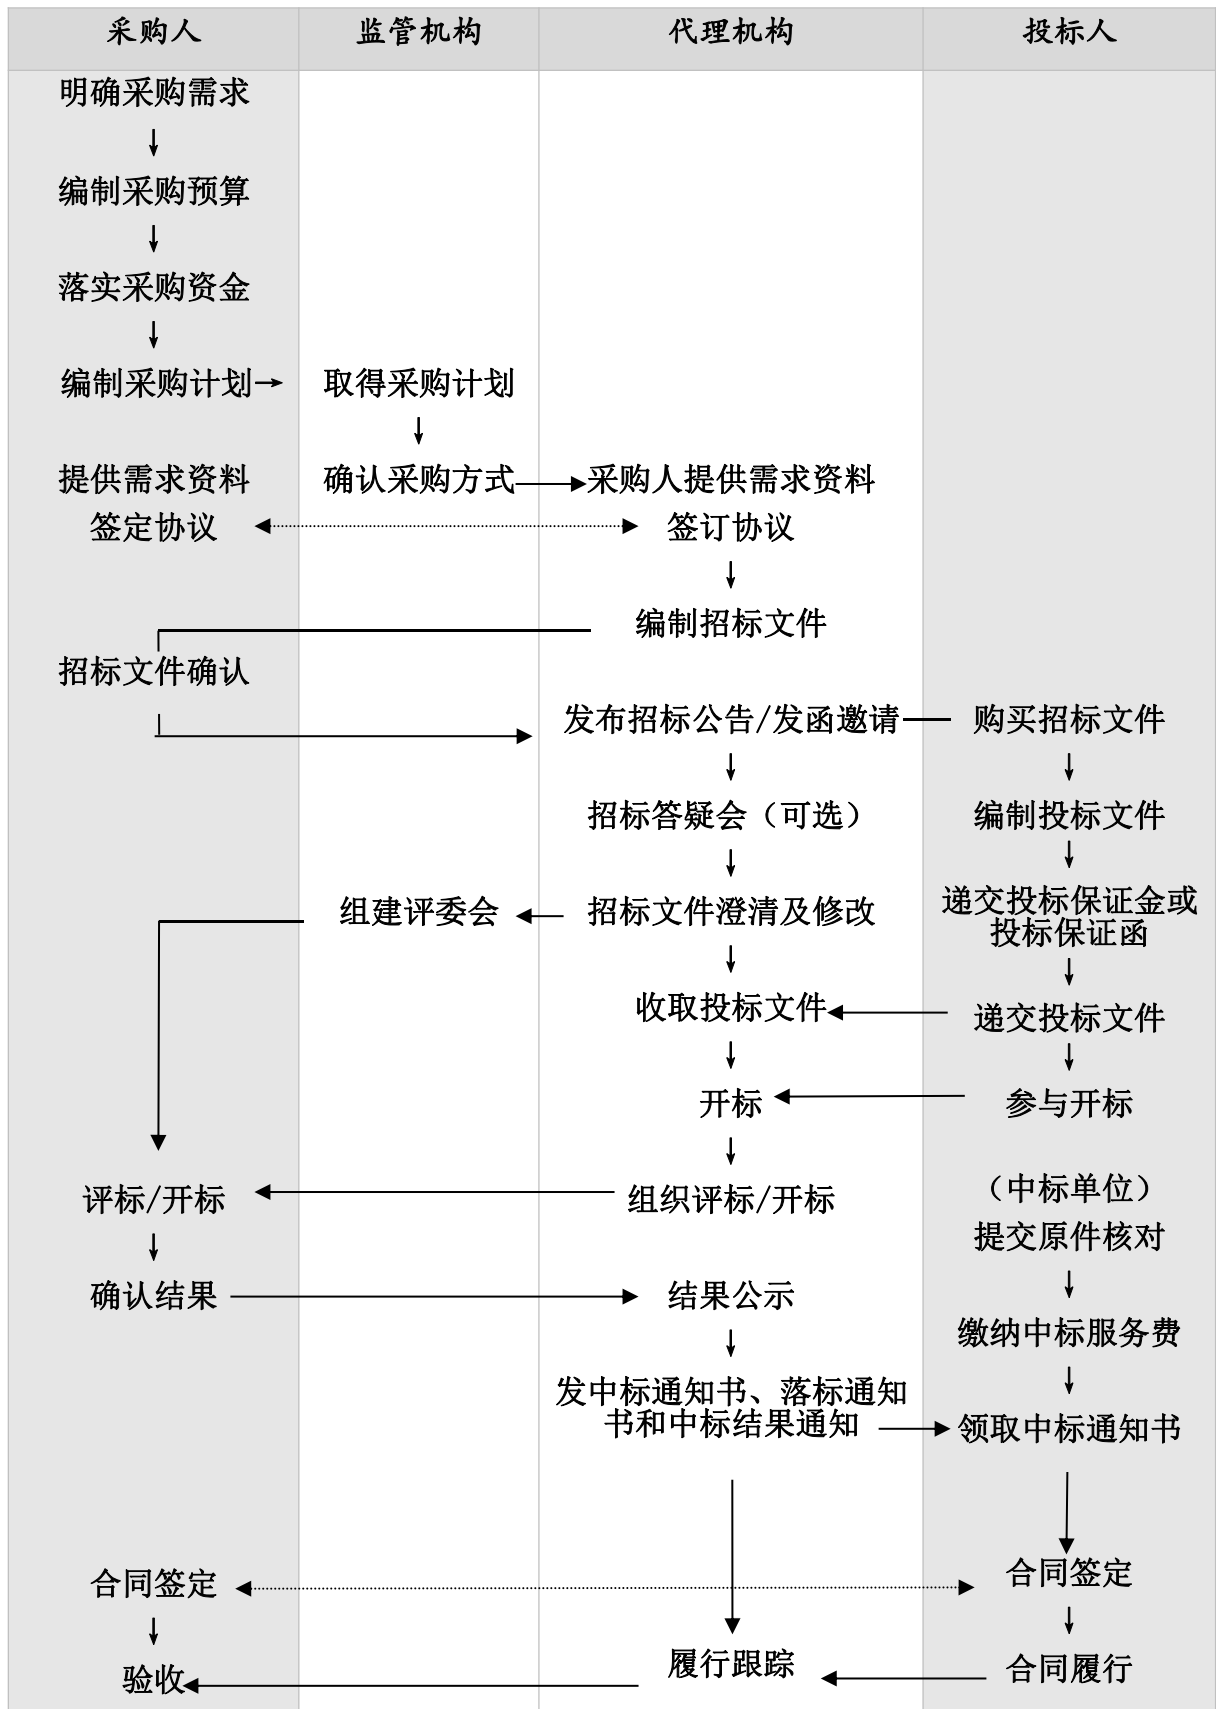 采购人
监管机构
代理机构
投标人
明确采购需求
编制采购预算
落实采购资金
编制采购计划
取得采购计划
提供需求资料
确认采购方式
采购人提供需求资料
签定协议
签订协议
编制招标文件
招标文件确认
发布招标公告/发函邀请
购买招标文件
招标答疑会（可选）
编制投标文件
组建评委会
招标文件澄清及修改
递交投标保证金或
投标保证函
收取投标文件
递交投标文件
开标
参与开标
评标/开标
组织评标/开标
（中标单位）
提交原件核对
确认结果
结果公示
缴纳中标服务费
发中标通知书、落标通知
书和中标结果通知
领取中标通知书
合同签定
合同签定
验收
履行跟踪
合同履行